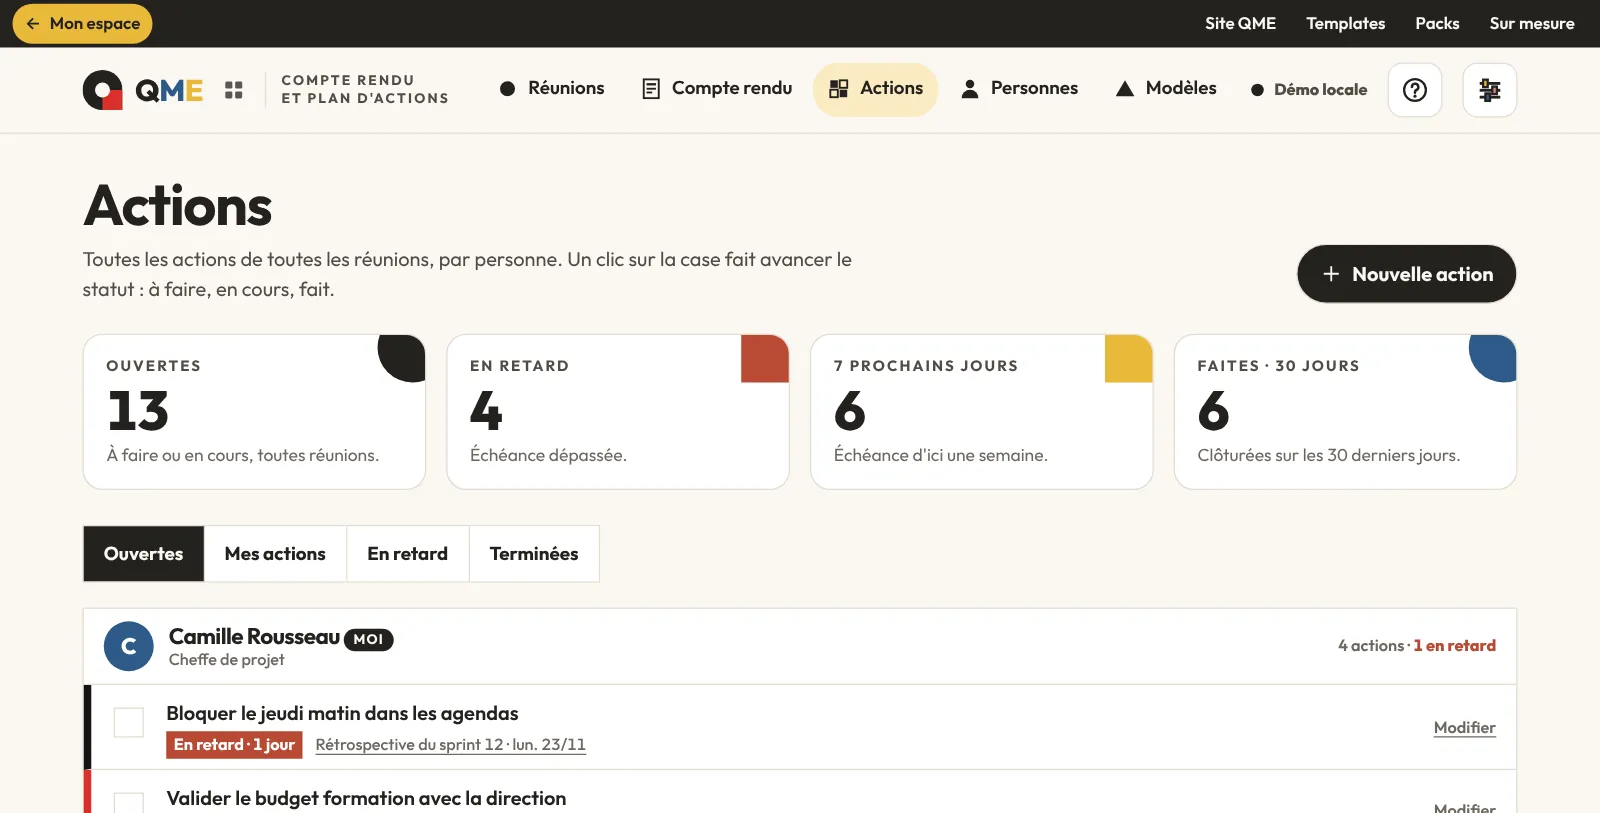 ← Mon espace
Site QME
Templates
Packs
Sur mesure
QME
COMPTE RENDU
ET PLAN D'ACTIONS
Réunions
Compte rendu
Actions
Personnes
Modèles
Démo locale
Actions
Toutes les actions de toutes les réunions, par personne. Un clic sur la case fait avancer le
statut : à faire, en cours, fait.
+ Nouvelle action
OUVERTES
13
À faire ou en cours, toutes réunions.
EN RETARD
4
Échéance dépassée.
7 PROCHAINS JOURS
6
Échéance d'ici une semaine.
FAITES · 30 JOURS
6
Clôturées sur les 30 derniers jours.
Ouvertes
Mes actions
En retard
Terminées
C
Camille Rousseau MOI
Cheffe de projet
4 actions · 1 en retard
Bloquer le jeudi matin dans les agendas
En retard · 1 jour
Rétrospective du sprint 12 · lun. 23/11
Modifier
Valider le budget formation avec la direction
Modifier